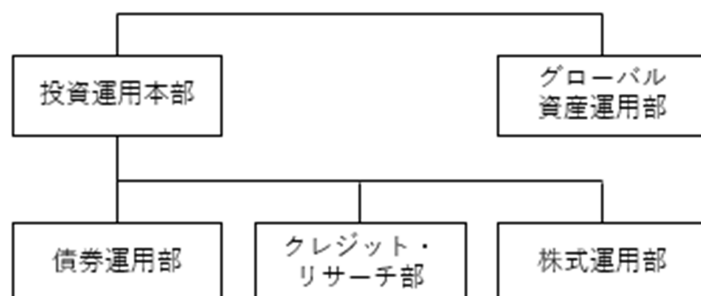 投資運用本部
グローバル
資産運用部
債券運用部
クレジット・
リサーチ部
株式運用部